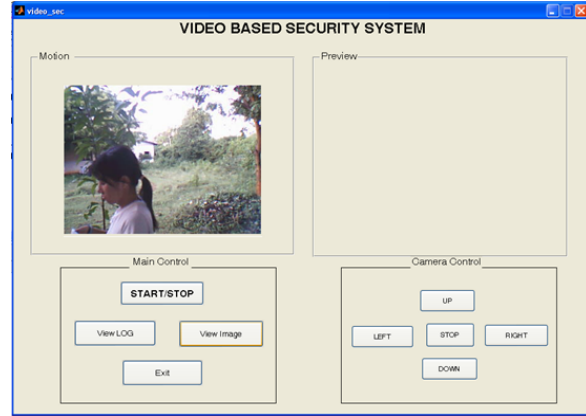 video_sec
VIDEO BASED SECURITY SYSTEM
Motion
Preview
Main Control
START/STOP
View LOG
View Image
Exit
Camera Control
UP
LEFT
STOP
RIGHT
DOWN